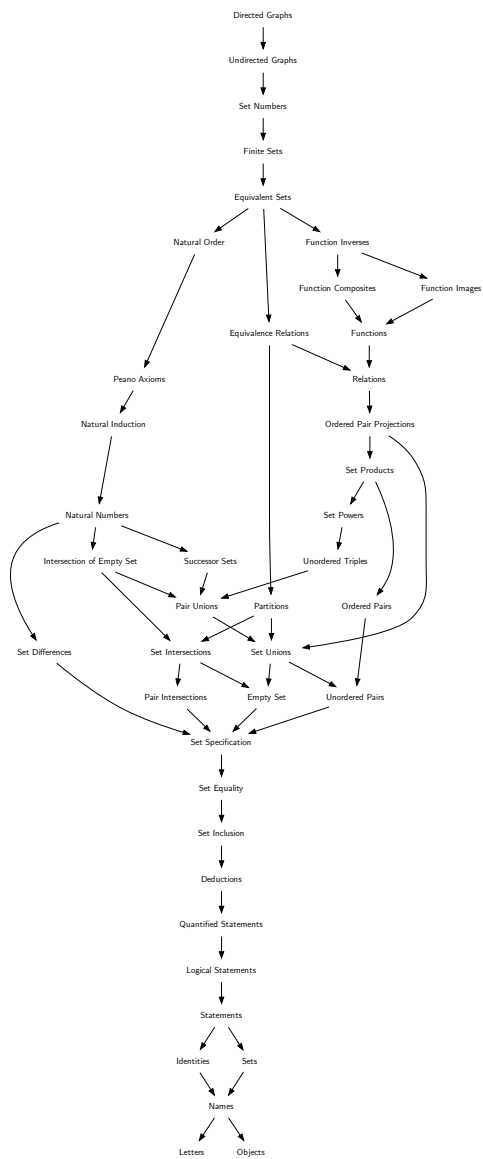 Directed Graphs
Undirected Graphs
Set Numbers
Finite Sets
Equivalent Sets
Natural Order
Function Inverses
Function Composites
Function Images
Equivalence Relations
Functions
Peano Axioms
Relations
Natural Induction
Ordered Pair Projections
Set Products
Natural Numbers
Set Powers
Intersection of Empty Set
Successor Sets
Unordered Triples
Pair Unions
Partitions
Ordered Pairs
Set Differences
Set Intersections
Set Unions
Pair Intersections
Empty Set
Unordered Pairs
Set Specification
Set Equality
Set Inclusion
Deductions
Quantified Statements
Logical Statements
Statements
Identities
Sets
Names
Letters
Objects